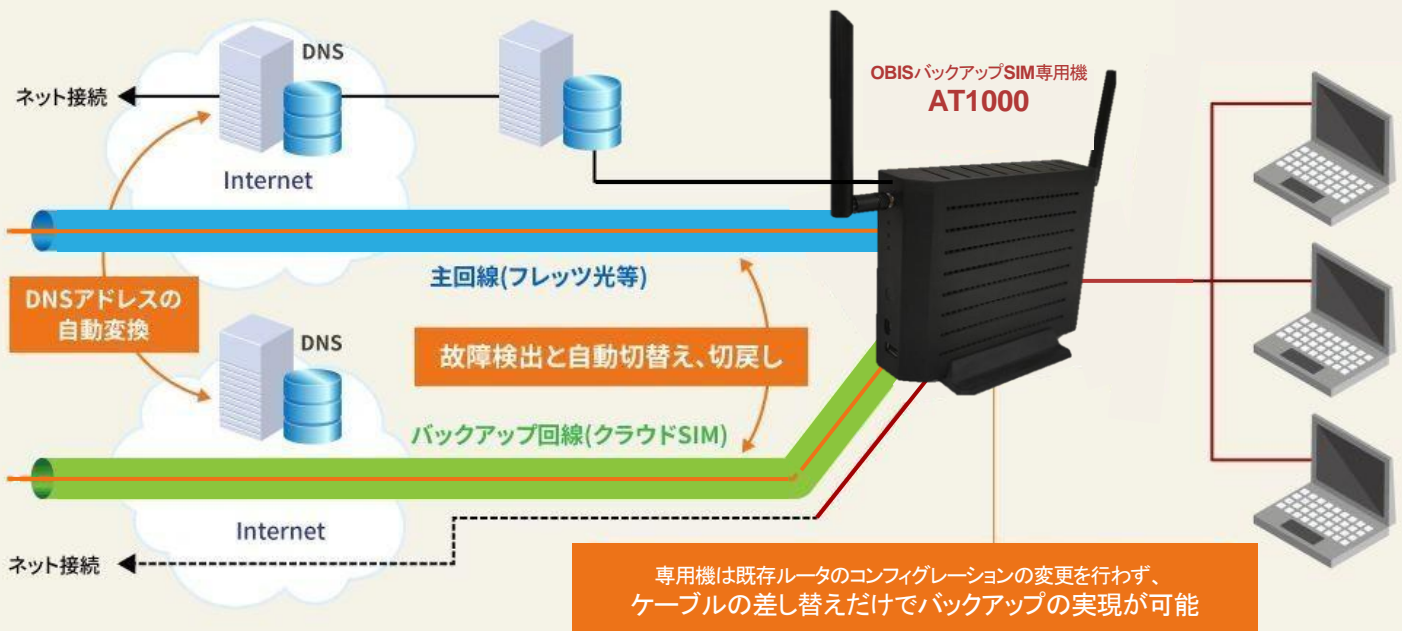 DNS
OBISバックアップSIM専用機
AT1000
ネット接続
Internet
主回線(フレッツ光等)
DNSアドレスの
自動変換
DNS
故障検出と自動切替え、切戻し
バックアップ回線(クラウドSIM)
Internet
ネット接続
専用機は既存ルータのコンフィグレーションの変更を行わず、
ケーブルの差し替えだけでバックアップの実現が可能